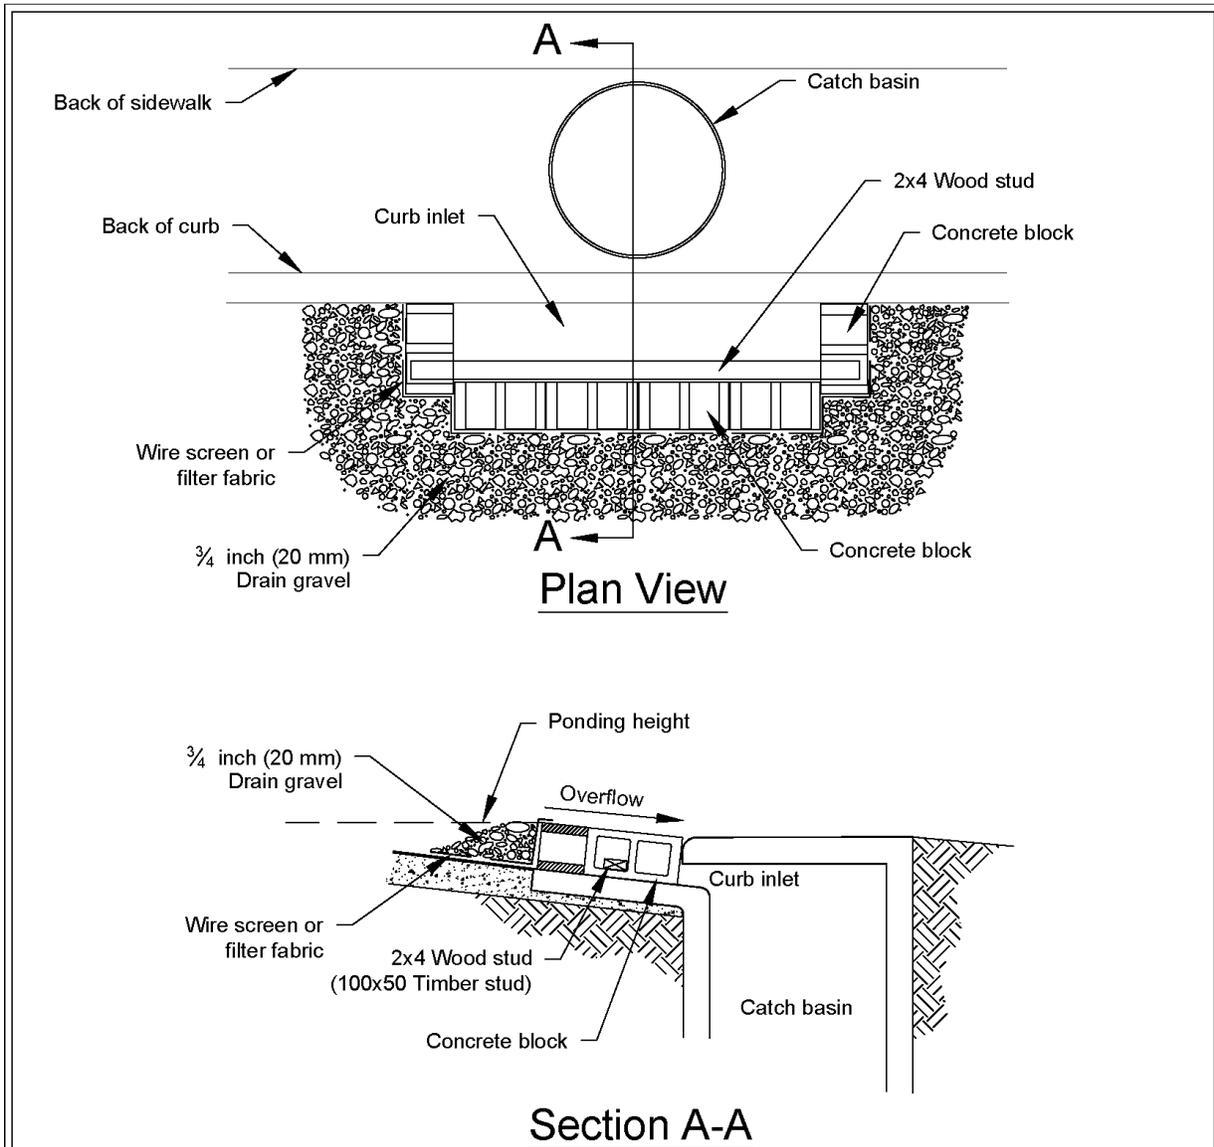 A
Catch basin
Back of sidewalk
2x4 Wood stud
Curb inlet
Back of curb
Concrete block
Wire screen or
filter fabric
A
¾ inch (20 mm)
Drain gravel
Concrete block
Plan View
Ponding height
¾ inch (20 mm)
Drain gravel
Overflow
Curb inlet
Wire screen or
filter fabric
2x4 Wood stud
(100x50 Timber stud)
Catch basin
Concrete block
Section A-A